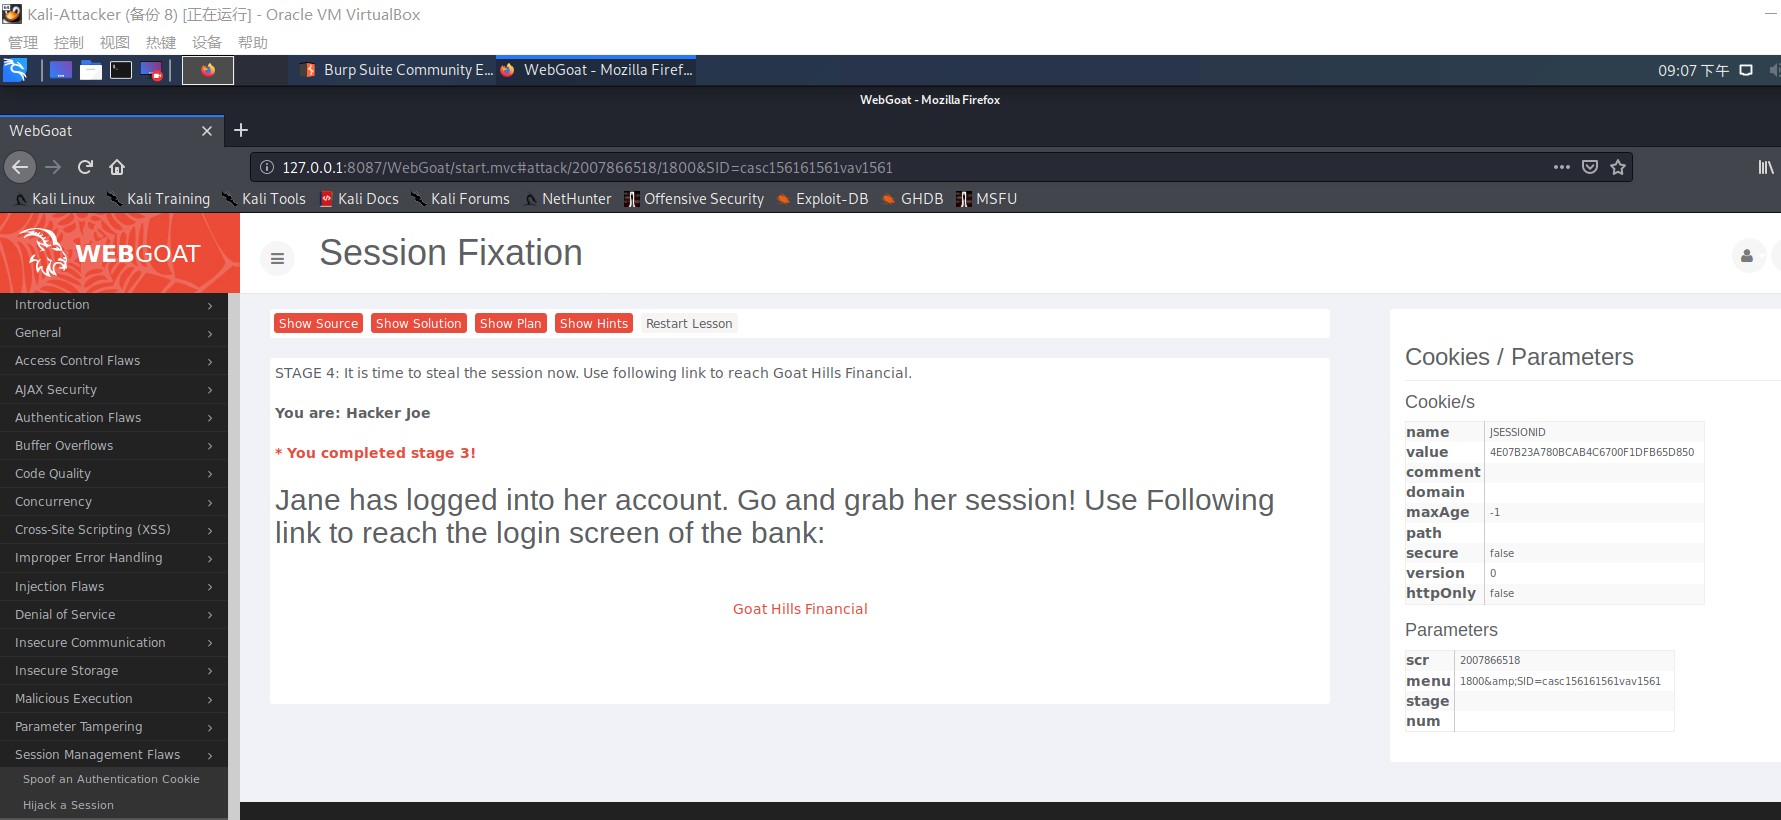 Kali-Attacker (备份 8) [正在运行] - Oracle VM VirtualBox
管理 控制 视图 热键 设备 帮助
Burp Suite Community E... WebGoat - Mozilla Firef... 09:07 下午
WebGoat - Mozilla Firefox
WebGoat
127.0.0.1:8087/WebGoat/start.mvc#attack/2007866518/1800&SID=casc156161561vav1561
Kali Linux Kali Training Kali Tools Kali Docs Kali Forums NetHunter Offensive Security Exploit-DB GHDB MSFU
WEBGOAT
Session Fixation
Introduction
General
Access Control Flaws
AJAX Security
Authentication Flaws
Buffer Overflows
Code Quality
Concurrency
Cross-Site Scripting (XSS)
Improper Error Handling
Injection Flaws
Denial of Service
Insecure Communication
Insecure Storage
Malicious Execution
Parameter Tampering
Session Management Flaws
Spoof an Authentication Cookie
Hijack a Session
Show Source Show Solution Show Plan Show Hints Restart Lesson
STAGE 4: It is time to steal the session now. Use following link to reach Goat Hills Financial.
You are: Hacker Joe
* You completed stage 3!
Jane has logged into her account. Go and grab her session! Use Following
link to reach the login screen of the bank:
Goat Hills Financial
Cookies / Parameters
Cookie/s
name JSESSIONID
value 4E07B23A780BCAB4C6700F1DFB65D850
comment
domain
maxAge -1
path
secure false
version 0
httpOnly false
Parameters
scr 2007866518
menu 1800&amp;SID=casc156161561vav1561
stage
num